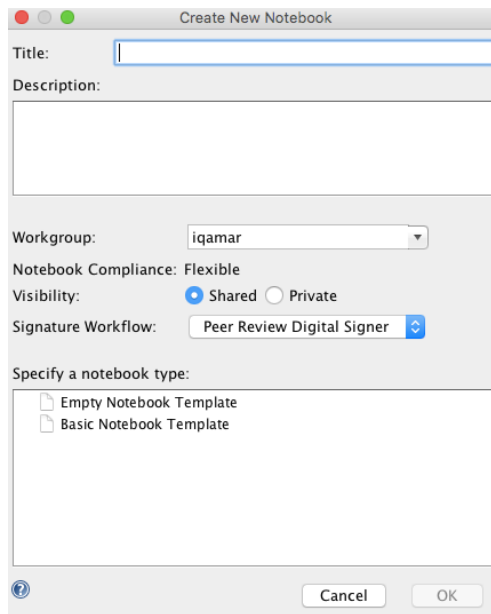 Create New Notebook
Title:
Description:
Workgroup: iqamar
Notebook Compliance: Flexible
Visibility: Shared Private
Signature Workflow: Peer Review Digital Signer
Specify a notebook type:
Empty Notebook Template
Basic Notebook Template
? Cancel OK